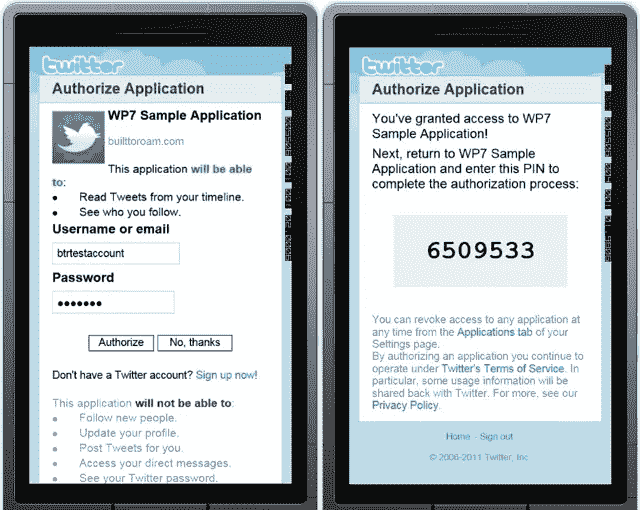 twitter
Authorize Application
WP7 Sample Application
builttoroam.com
This application will be able
to:
Read Tweets from your timeline.
See who you follow.
Username or email
btrtestaccount
Password
•••••••
Authorize No, thanks
Don't have a Twitter account? Sign up now!
This application will not be able to:
Follow new people.
Update your profile.
Post Tweets for you.
Access your direct messages.
See your Twitter password.
twitter
Authorize Application
You've granted access to WP7
Sample Application!
Next, return to WP7 Sample
Application and enter this PIN to
complete the authorization process:
6509533
You can revoke access to any application at
any time from the Applications tab of your
Settings page.
By authorizing an application you continue to
operate under Twitter's Terms of Service. In
particular, some usage information will be
shared back with Twitter. For more, see our
Privacy Policy.
Home - Sign out
© 2006-2011 Twitter, Inc